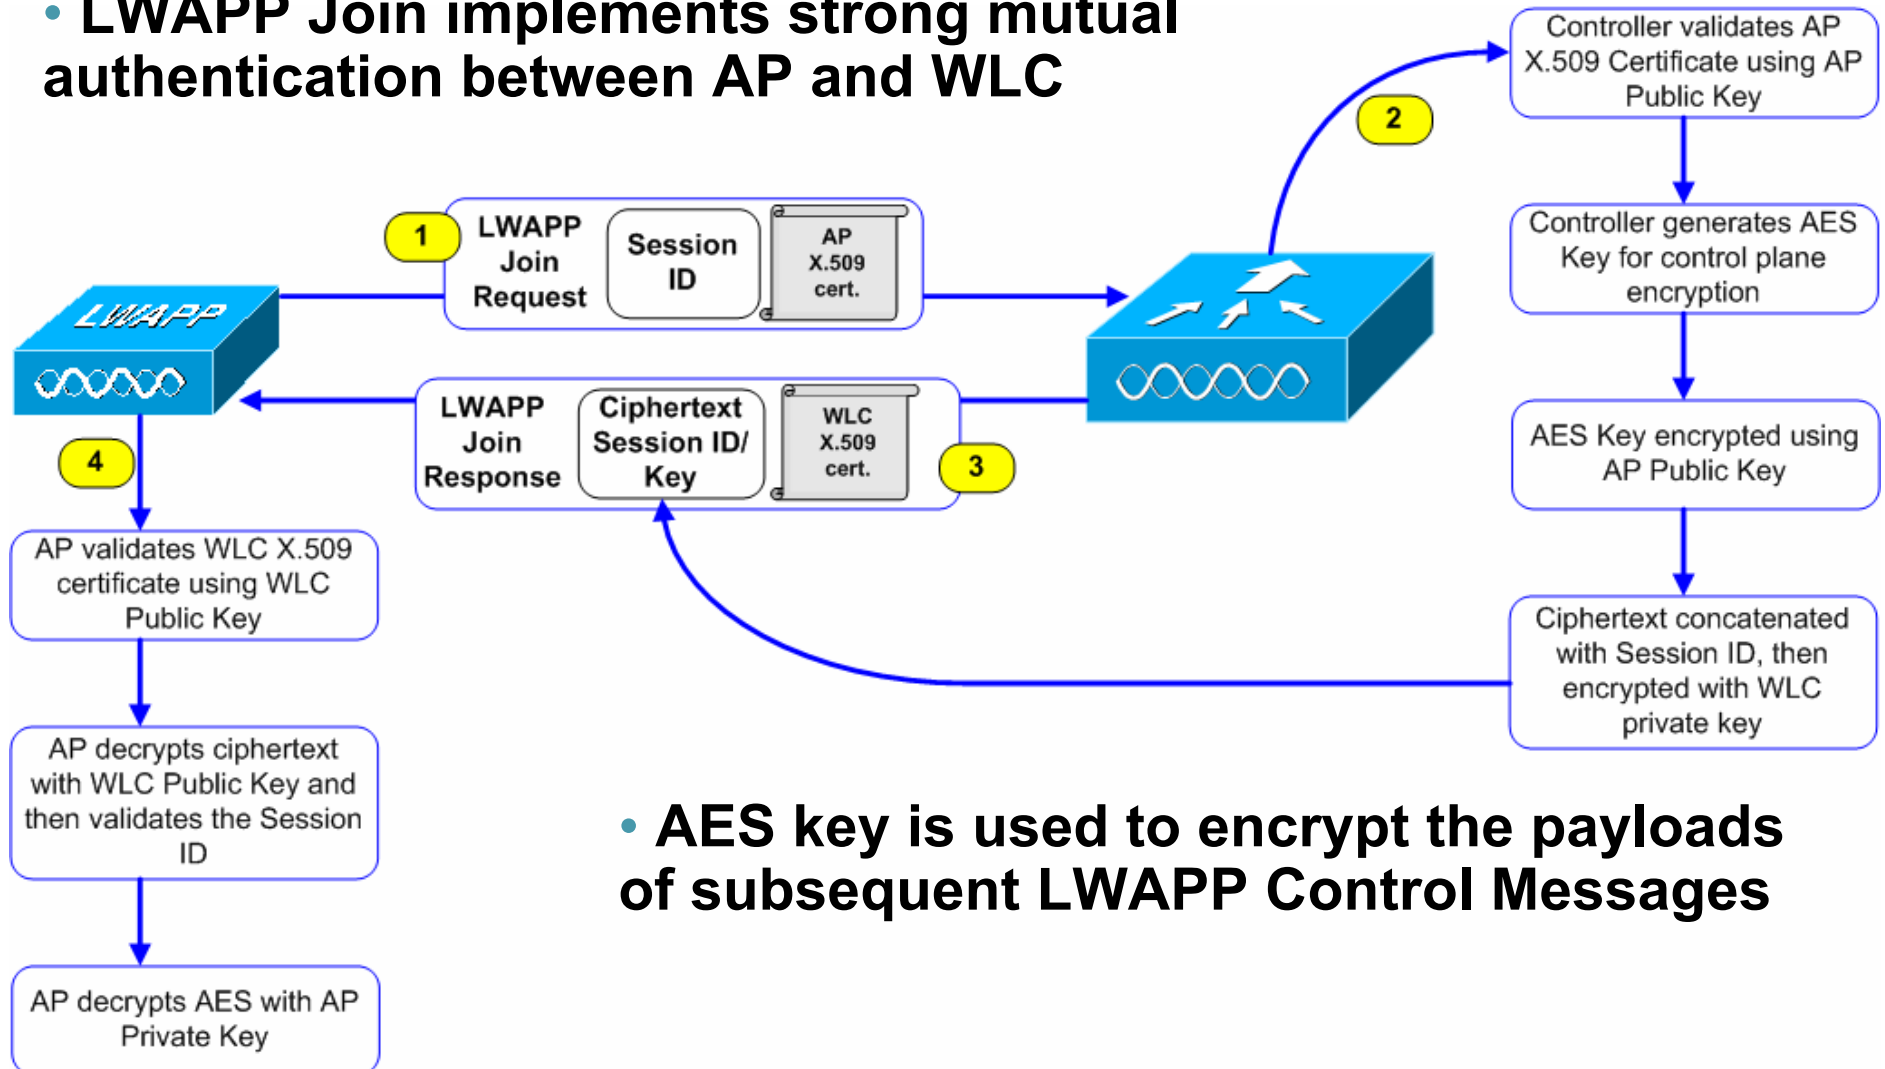 • LWAPP Join implements strong mutual
authentication between AP and WLC
Controller validates AP
X.509 Certificate using AP
Public Key
2
1
LWAPP
Join
Request
Session
ID
AP
X.509
cert.
Controller generates AES
Key for control plane
encryption
LWAPP
LWAPP
Join
Response
Ciphertext
Session ID/
Key
WLC
X.509
cert.
3
4
AES Key encrypted using
AP Public Key
AP validates WLC X.509
certificate using WLC
Public Key
Ciphertext concatenated
with Session ID, then
encrypted with WLC
private key
AP decrypts ciphertext
with WLC Public Key and
then validates the Session
ID
• AES key is used to encrypt the payloads
of subsequent LWAPP Control Messages
AP decrypts AES with AP
Private Key